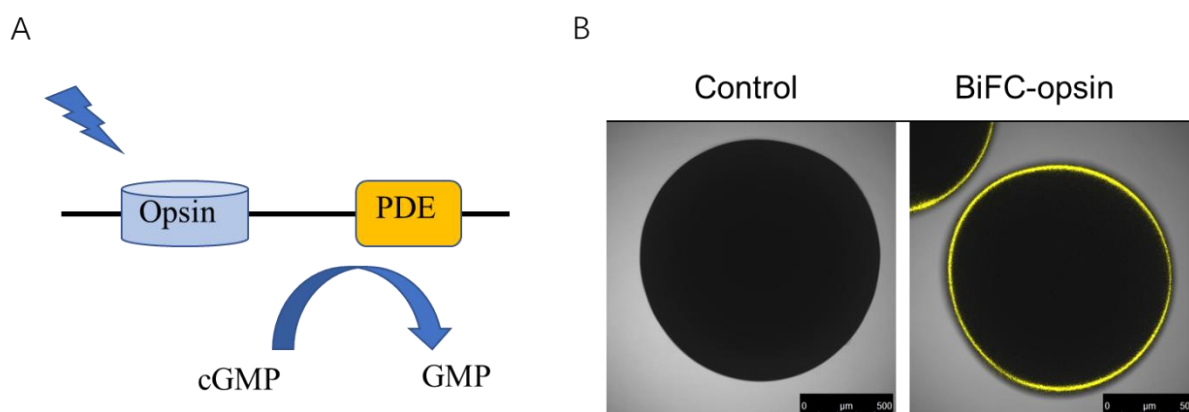 A
Opsin
PDE
cGMP
GMP
B
Control
BiFC-opsin
0 µm 500
0 µm 50